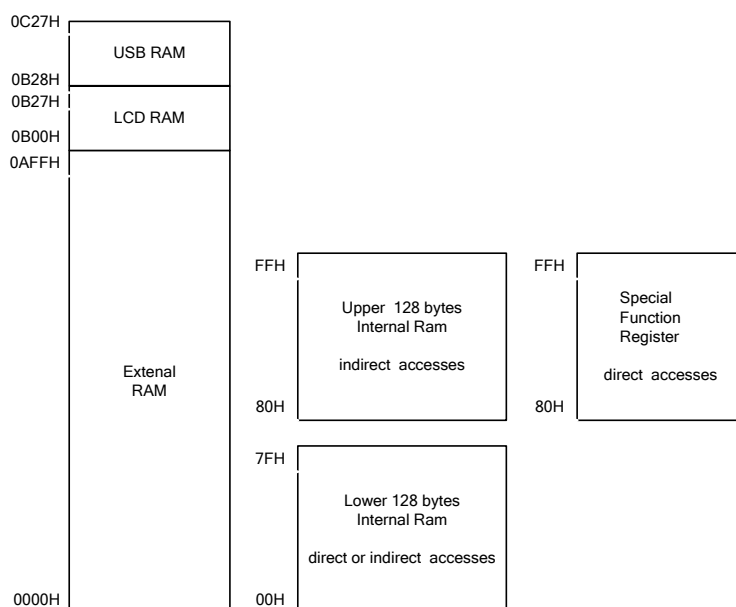 0C27H
USB RAM
0B28H
0B27H
LCD RAM
0B00H
0AFFH
Extenal
RAM
0000H
FFH
Upper 128 bytes
Internal Ram
indirect accesses
80H
7FH
Lower 128 bytes
Internal Ram
direct or indirect accesses
00H
FFH
Special
Function
Register
direct accesses
80H